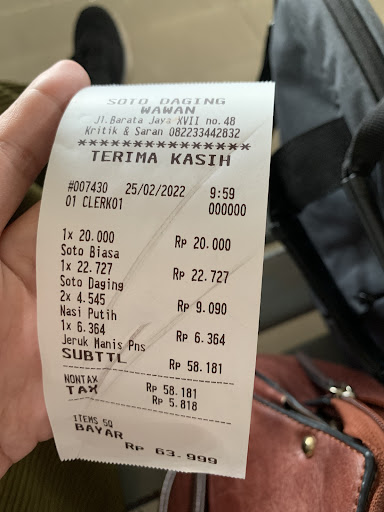 SOTO DAGING
WAWAN
Jl.Barata Jaya XVII no.48
Kritik & Saran 082233442832
***************
TERIMA KASIH
#007430 25/02/2022 9:59
01 CLERK01 000000
1x 20.000 Rp 20.000
Soto Biasa
1x 22.727 Rp 22.727
Soto Daging
2x 4.545 Rp 9.090
Nasi Putih
1x 6.364 Rp 6.364
Jeruk Manis Pns
SUBTTL Rp 58.181
NONTAX Rp 58.181
TAX Rp 5.818
ITEMS 5Q
BAYAR
Rp 63.999